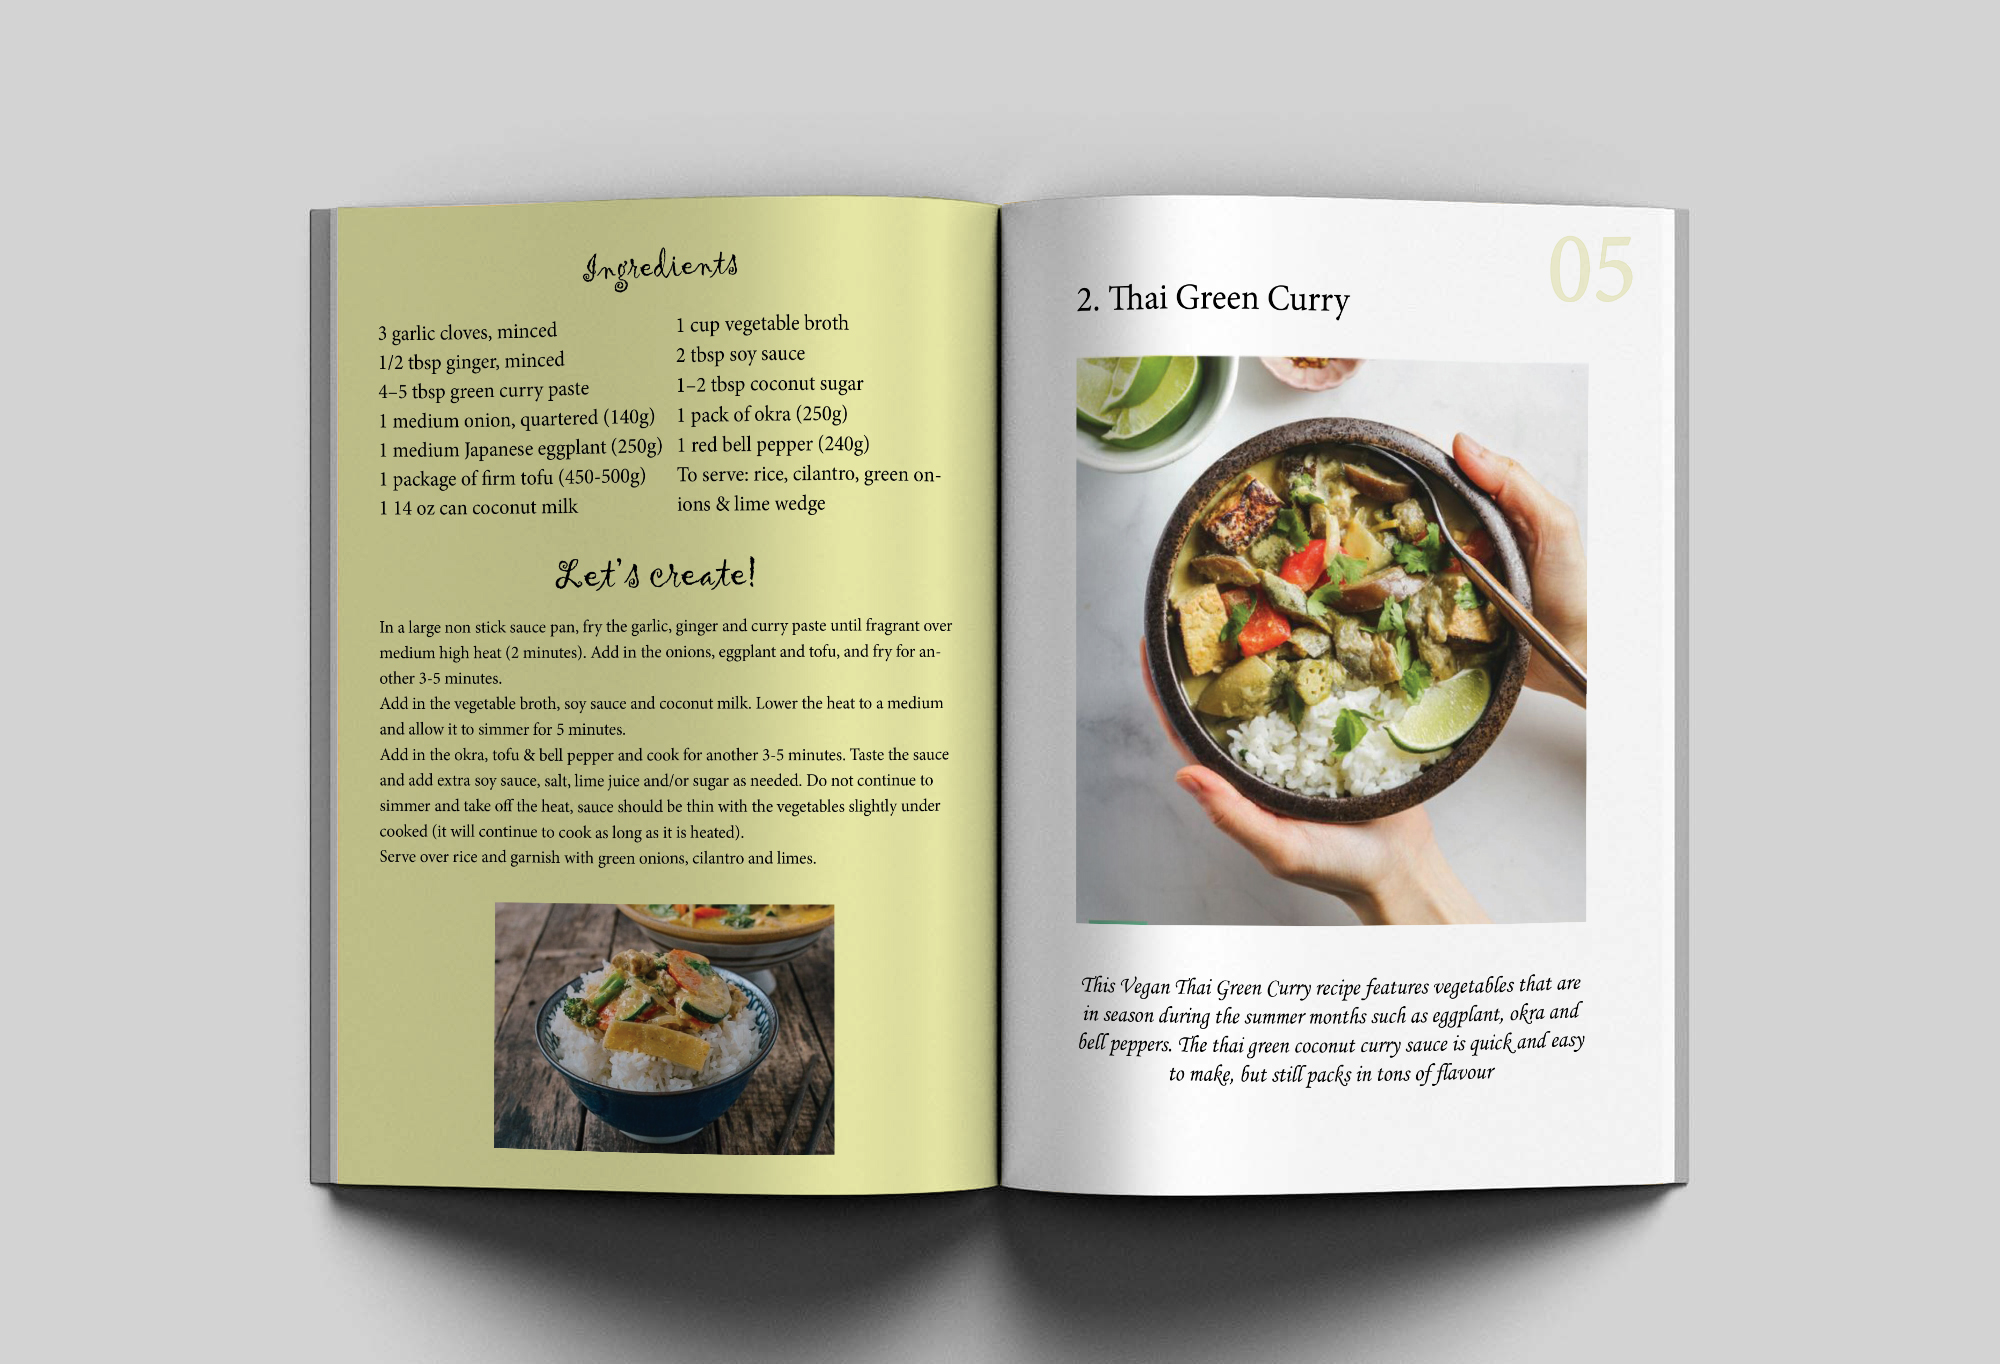 Ingredients
3 garlic cloves, minced
1/2 tbsp ginger, minced
4–5 tbsp green curry paste
1 medium onion, quartered (140g)
1 medium Japanese eggplant (250g)
1 package of firm tofu (450-500g)
1 14 oz can coconut milk
1 cup vegetable broth
2 tbsp soy sauce
1–2 tbsp coconut sugar
1 pack of okra (250g)
1 red bell pepper (240g)
To serve: rice, cilantro, green on-
ions & lime wedge
Let's create!
In a large non stick sauce pan, fry the garlic, ginger and curry paste until fragrant over
medium high heat (2 minutes). Add in the onions, eggplant and tofu, and fry for an-
other 3-5 minutes.
Add in the vegetable broth, soy sauce and coconut milk. Lower the heat to a medium
and allow it to simmer for 5 minutes.
Add in the okra, tofu & bell pepper and cook for another 3-5 minutes. Taste the sauce
and add extra soy sauce, salt, lime juice and/or sugar as needed. Do not continue to
simmer and take off the heat, sauce should be thin with the vegetables slightly under
cooked (it will continue to cook as long as it is heated).
Serve over rice and garnish with green onions, cilantro and limes.
05
2. Thai Green Curry
This Vegan Thai Green Curry recipe features vegetables that are
in season during the summer months such as eggplant, okra and
bell peppers. The thai green coconut curry sauce is quick and easy
to make, but still packs in tons of flavour